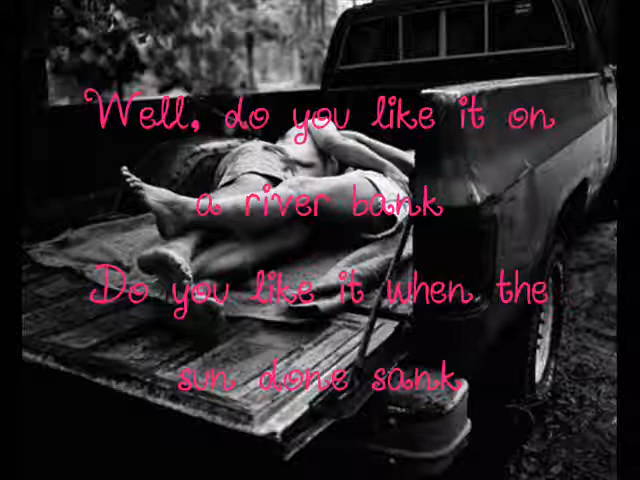 Well, do you like it on
a river bank
Do you like it when the
sun done sank